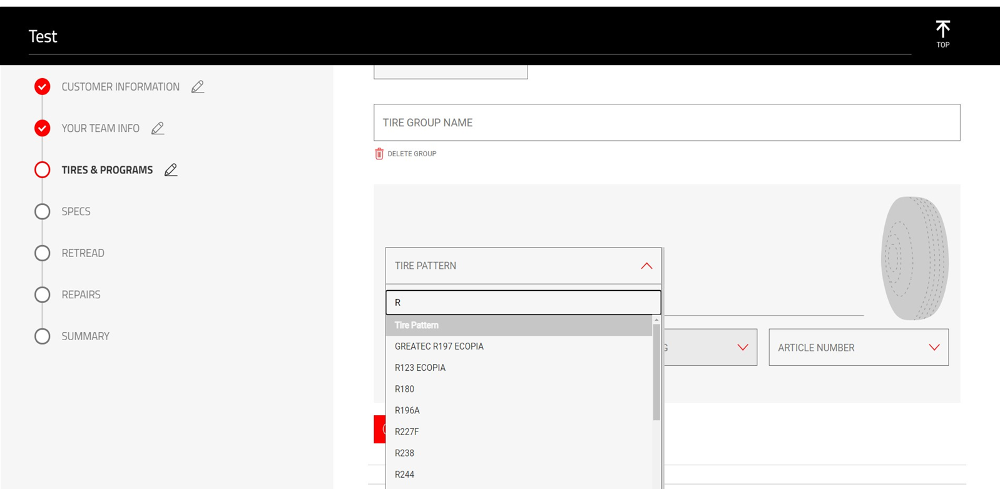 Test
TOP
CUSTOMER INFORMATION
YOUR TEAM INFO
TIRES & PROGRAMS
SPECS
RETREAD
REPAIRS
SUMMARY
TIRE GROUP NAME
DELETE GROUP
TIRE PATTERN
R
Tire Pattern
GREATEC R197 ECOPIA
R123 ECOPIA
R180
R196A
R227F
R238
R244
ARTICLE NUMBER